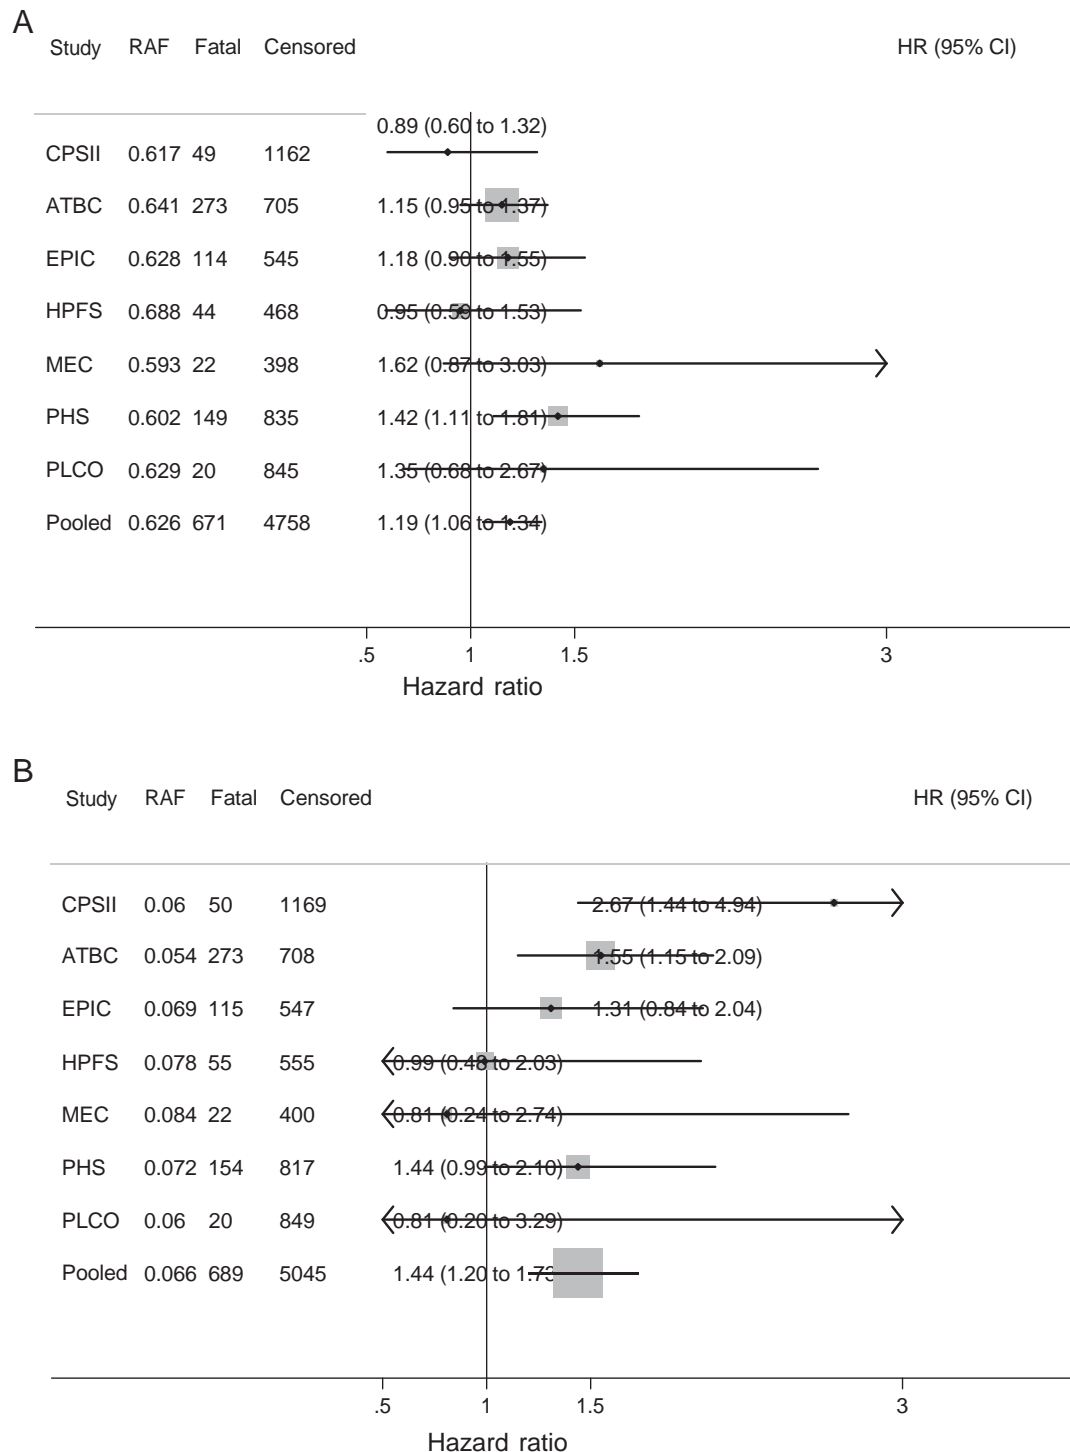 A
Study RAF Fatal Censored HR (95% CI)
0.89 (0.60 to 1.32)
CPSII 0.617 49 1162
ATBC 0.641 273 705 1.15 (0.95 to 1.37)
EPIC 0.628 114 545 1.18 (0.90 to 1.55)
HPFS 0.688 44 468 0.95 (0.59 to 1.53)
MEC 0.593 22 398 1.62 (0.87 to 3.03)
PHS 0.602 149 835 1.42 (1.11 to 1.81)
PLCO 0.629 20 845 1.35 (0.68 to 2.67)
Pooled 0.626 671 4758 1.19 (1.06 to 1.34)
.5 1 1.5 3
Hazard ratio
B
Study RAF Fatal Censored HR (95% CI)
CPSII 0.06 50 1169 2.67 (1.44 to 4.94)
ATBC 0.054 273 708 1.55 (1.15 to 2.09)
EPIC 0.069 115 547 1.31 (0.84 to 2.04)
HPFS 0.078 55 555 0.99 (0.48 to 2.03)
MEC 0.084 22 400 0.81 (0.24 to 2.74)
PHS 0.072 154 817 1.44 (0.99 to 2.10)
PLCO 0.06 20 849 0.81 (0.20 to 3.29)
Pooled 0.066 689 5045 1.44 (1.20 to 1.73
.5 1 1.5 3
Hazard ratio